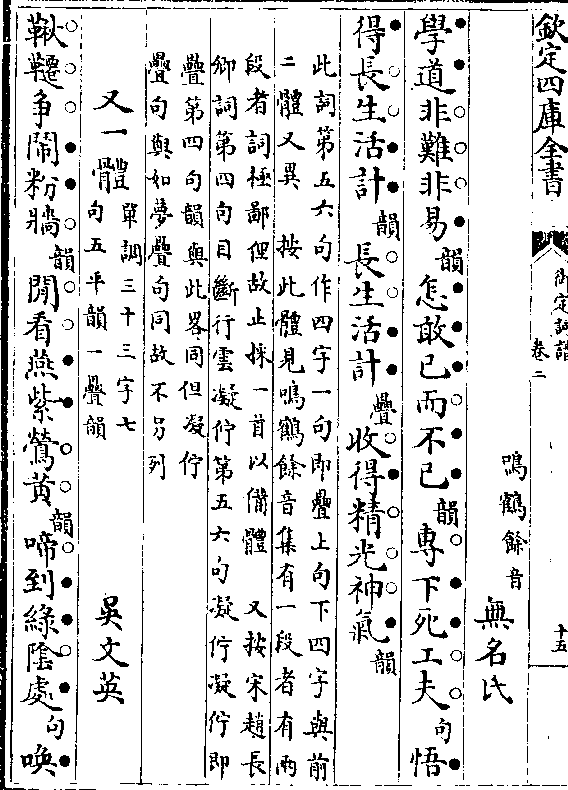 欽定四庫全書
御定詞譜
卷二
十五
鳴鶴餘音　無名氏
學道非難非易韻怎敢已而不已韻專下死工夫句悟
得長生活計韻長生活計疊收得精光神氣韻
此詞第五六句作四字一句即疊上句下四字與前
二體又異　按此體見鳴鶴餘音集有一段者有兩
段者詞極鄙俚故止採一首以備體　又按宋趙長
卿詞第四句目斷行雲凝佇第五六句凝佇凝佇即
疊第四句韻與此畧同但凝佇
疊句與如夢疊句同故不另列
又一體單調三十三字七
句五平韻一疊韻　吳文英
鞦韆争鬧粉牆韻閒看燕紫鶯黄韻啼到綠陰處句喚